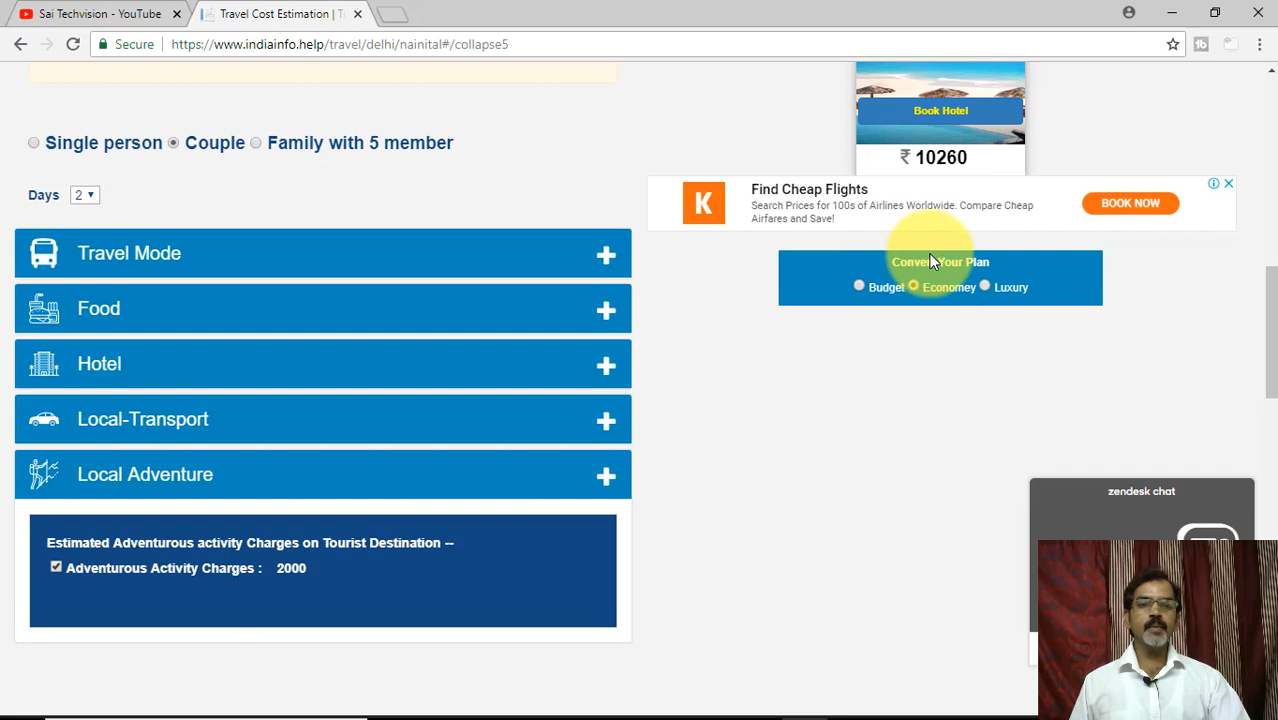 Sai Techvision - YouTube
Travel Cost Estimation | T
Secure
https://www.indiainfo.help/travel/delhi/nainital#/collapse5
Book Hotel
₹ 10260
Single person
Couple
Family with 5 member
Days 2
K
Find Cheap Flights
Search Prices for 100s of Airlines Worldwide. Compare Cheap
Airfares and Save!
BOOK NOW
Travel Mode
Food
Hotel
Local-Transport
Local Adventure
Conver Your Plan
Budget Economey Luxury
Estimated Adventurous activity Charges on Tourist Destination --
Adventurous Activity Charges : 2000
zendesk chat